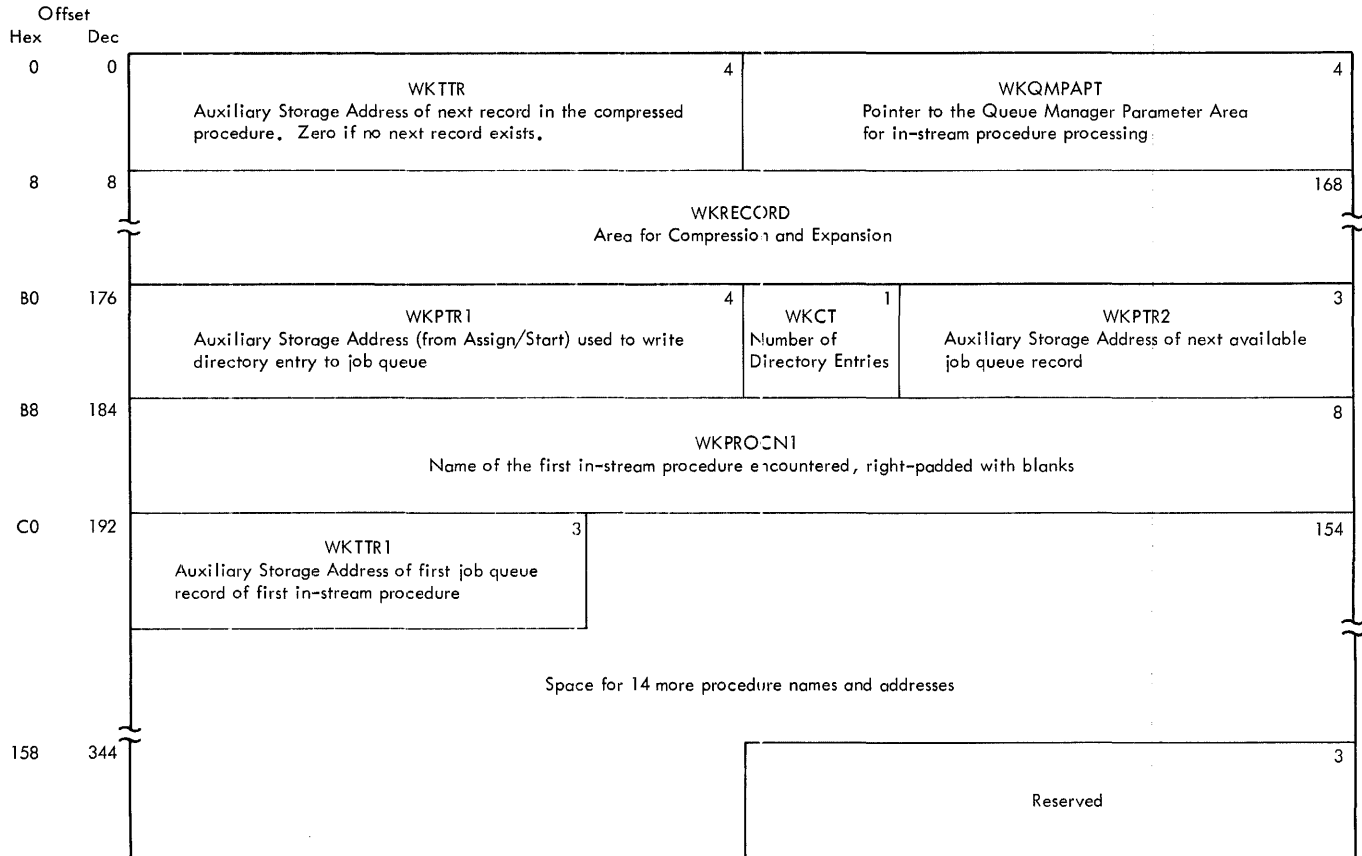 Offset
Hex Dec
0 0
4
WKTTR
Auxiliary Storage Address of next record in the compressed
procedure. Zero if no next record exists.
4
WKQMPAPT
Pointer to the Queue Manager Parameter Area
for in-stream procedure processing
8 8
168
WKRECORD
Area for Compression and Expansion
B0 176
4
WKPTR1
Auxiliary Storage Address (from Assign/Start) used to write
directory entry to job queue
1
WKCT
Number of
Directory Entries
3
WKPTR2
Auxiliary Storage Address of next available
job queue record
B8 184
8
WKPROCN1
Name of the first in-stream procedure encountered, right-padded with blanks
C0 192
3
WKTTR1
Auxiliary Storage Address of first job queue
record of first in-stream procedure
154
Space for 14 more procedure names and addresses
158 344
3
Reserved